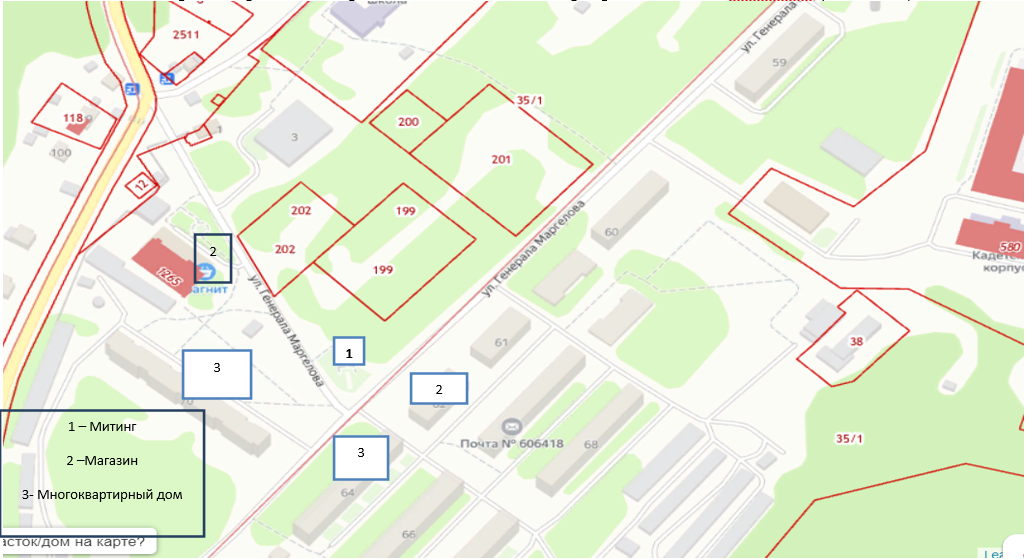 школа
ул. Генерала
2511
59
118
100
3
200
35/1
201
12
202
199
60
202
199
2
1265
агнит
580
Кадетс
корпус
ул. Генерала Маргелова
ул. Генерала Маргелова
61
1
38
3
2
Почта № 606418
68
35/1
3
64
66
1 – Митинг
2 –Магазин
3- Многоквартирный дом
асток/дом на карте?
Lea